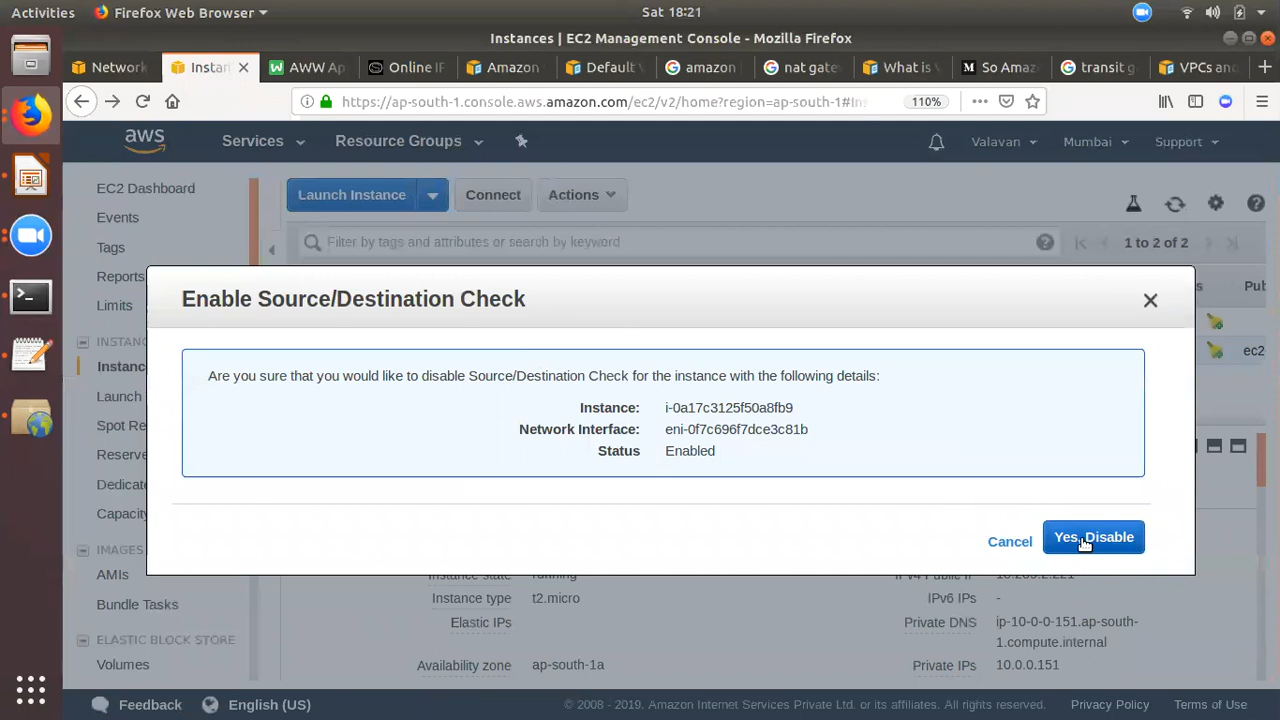 Activities
Firefox Web Browser
Sat 18:21
Instances | EC2 Management Console - Mozilla Firefox
Network
Instan
AWW Ap
Online IF
Amazon
Default V
amazon
nat gate
What is V
So Amaz
transit g
VPCs and
https://ap-south-1.console.aws.amazon.com/ec2/v2/home?region=ap-south-1#In
110%
aws
Services
Resource Groups
Valavan
Mumbai
Support
EC2 Dashboard
Events
Tags
Reports
Limits
INSTANC
Instanc
Launch
Spot Re
Reserve
Dedicate
Capacity
IMAGES
AMIs
Bundle Tasks
ELASTIC BLOCK STORE
Volumes
Launch Instance
Connect
Actions
Filter by tags and attributes or search by keyword
1 to 2 of 2
s
Pub
ec2
Enable Source/Destination Check
Are you sure that you would like to disable Source/Destination Check for the instance with the following details:
Instance: i-0a17c3125f50a8fb9
Network Interface: eni-0f7c696f7dce3c81b
Status Enabled
Cancel
Yes, Disable
Instance state running
Instance type t2.micro
IPv6 IPs -
Elastic IPs
Private DNS ip-10-0-0-151.ap-south-
1.compute.internal
Availability zone ap-south-1a
Private IPs 10.0.0.151
Feedback
English (US)
© 2008 - 2019, Amazon Internet Services Private Ltd. or its affiliates. All rights reserved.
Privacy Policy
Terms of Use